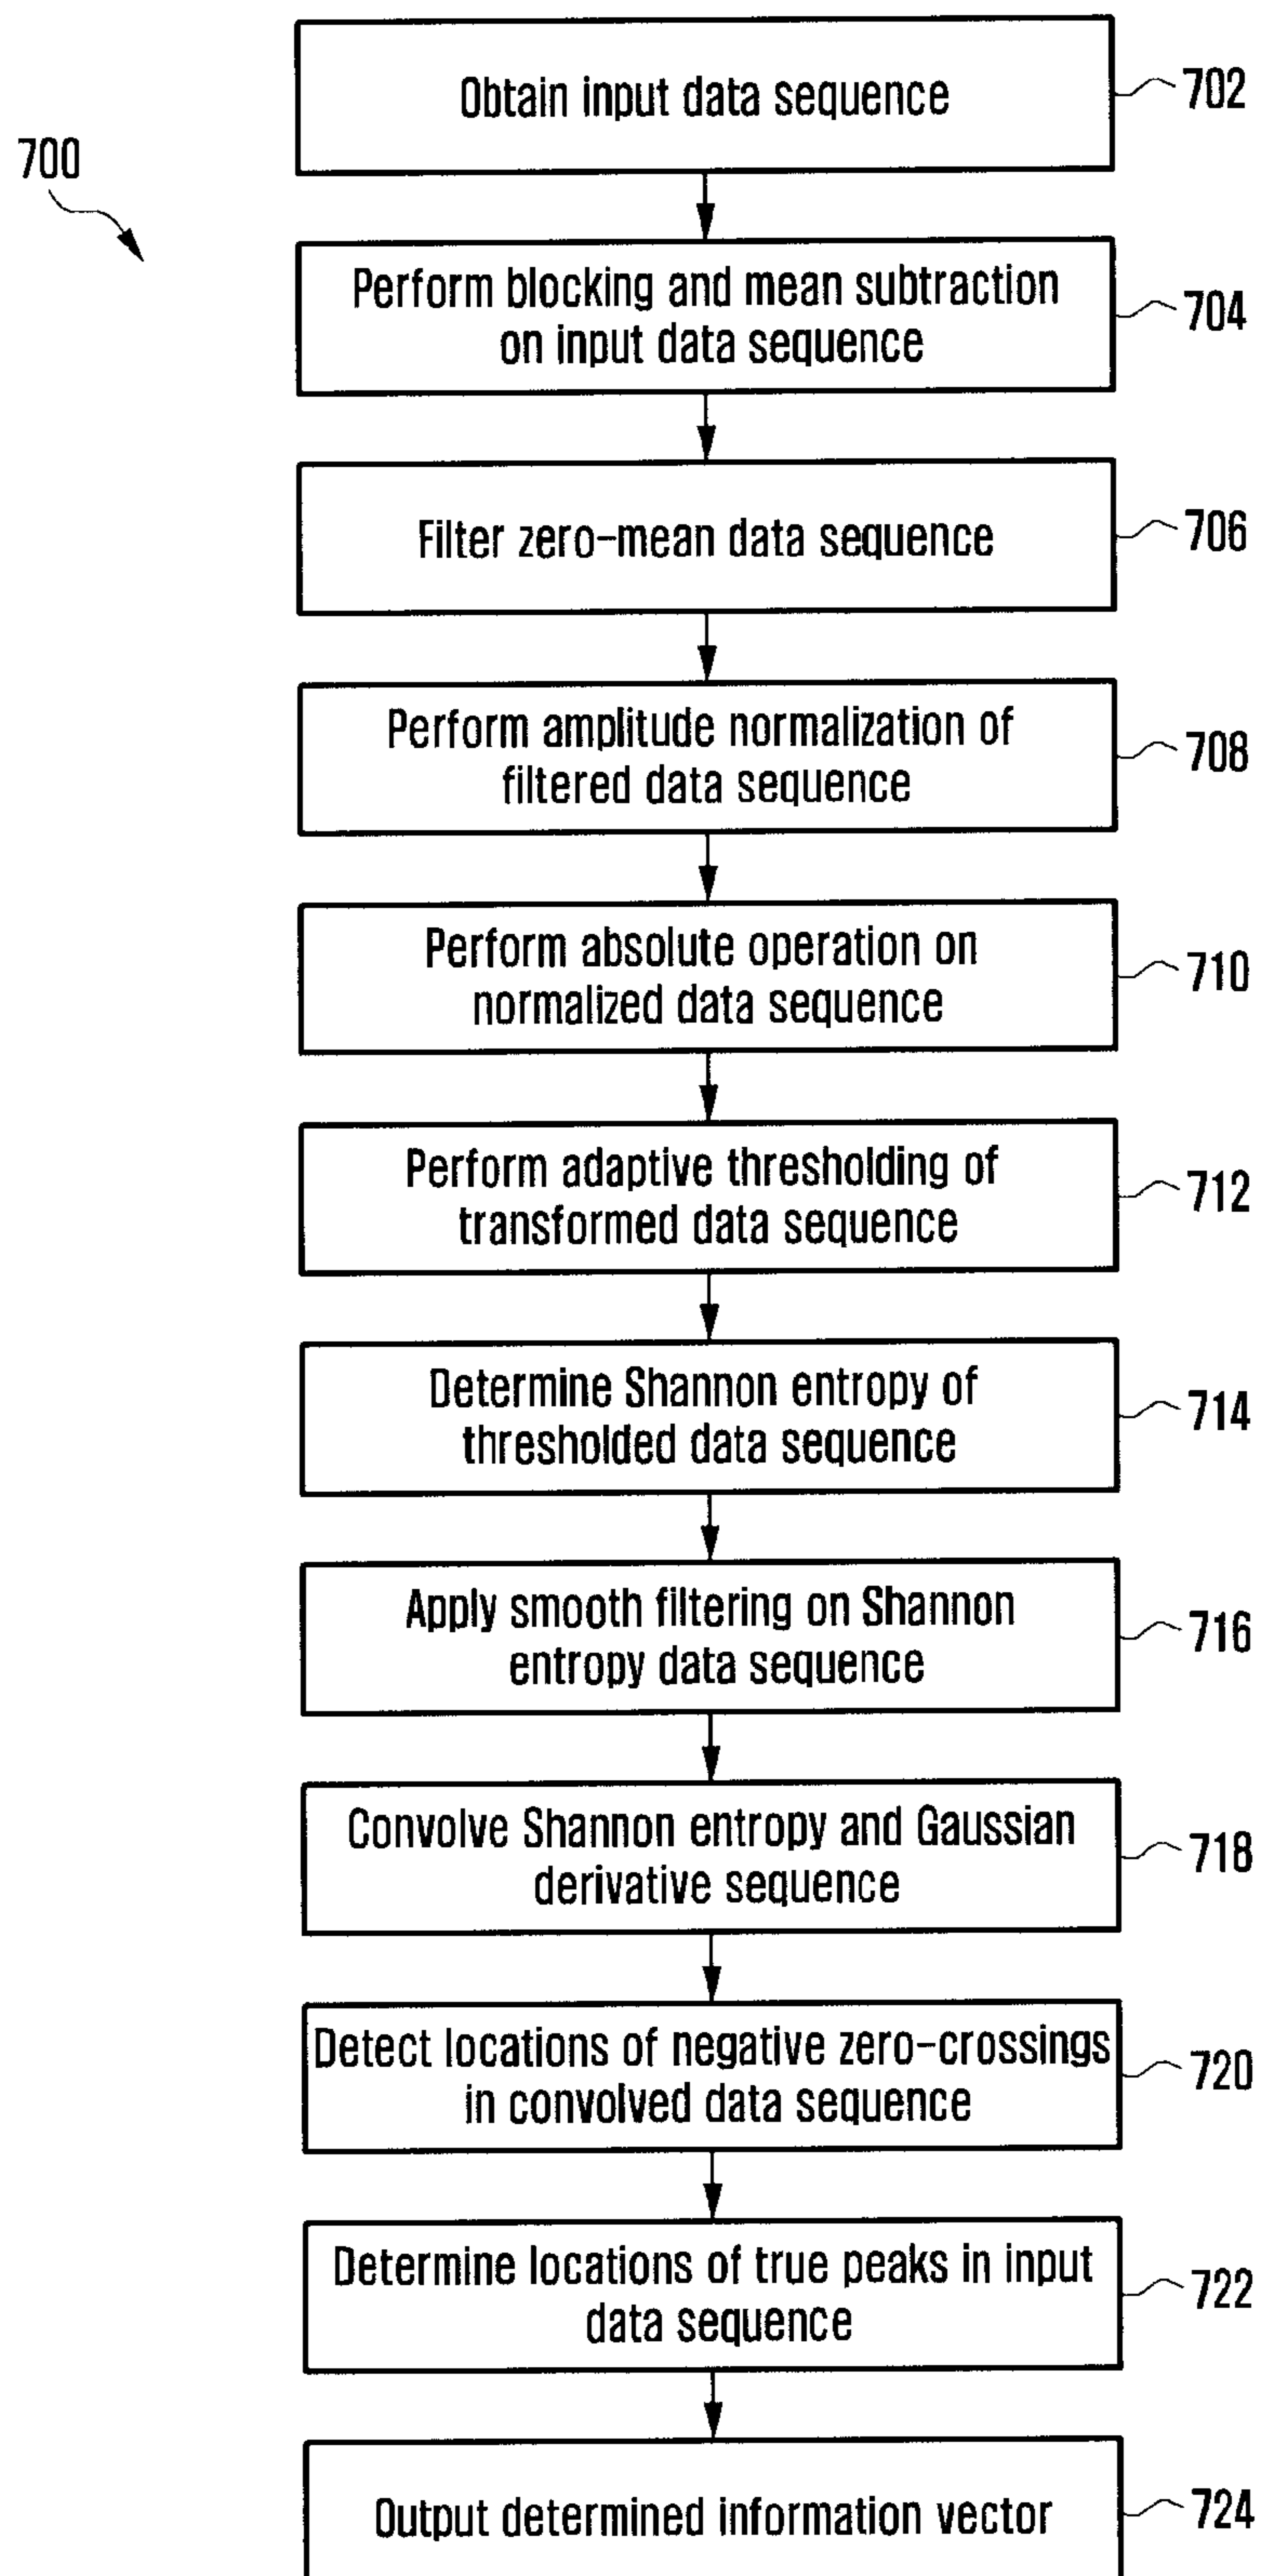 Obtain input data sequence
702
700
Perform blocking and mean subtraction
on input data sequence
704
Filter zero-mean data sequence
706
Perform amplitude normalization of
filtered data sequence
708
Perform absolute operation on
normalized data sequence
710
Perform adaptive thresholding of
transformed data sequence
712
Determine Shannon entropy of
thresholded data sequence
714
Apply smooth filtering on Shannon
entropy data sequence
716
Convolve Shannon entropy and Gaussian
derivative sequence
718
Detect locations of negative zero-crossings
in convolved data sequence
720
Determine locations of true peaks in input
data sequence
722
Output determined information vector
724